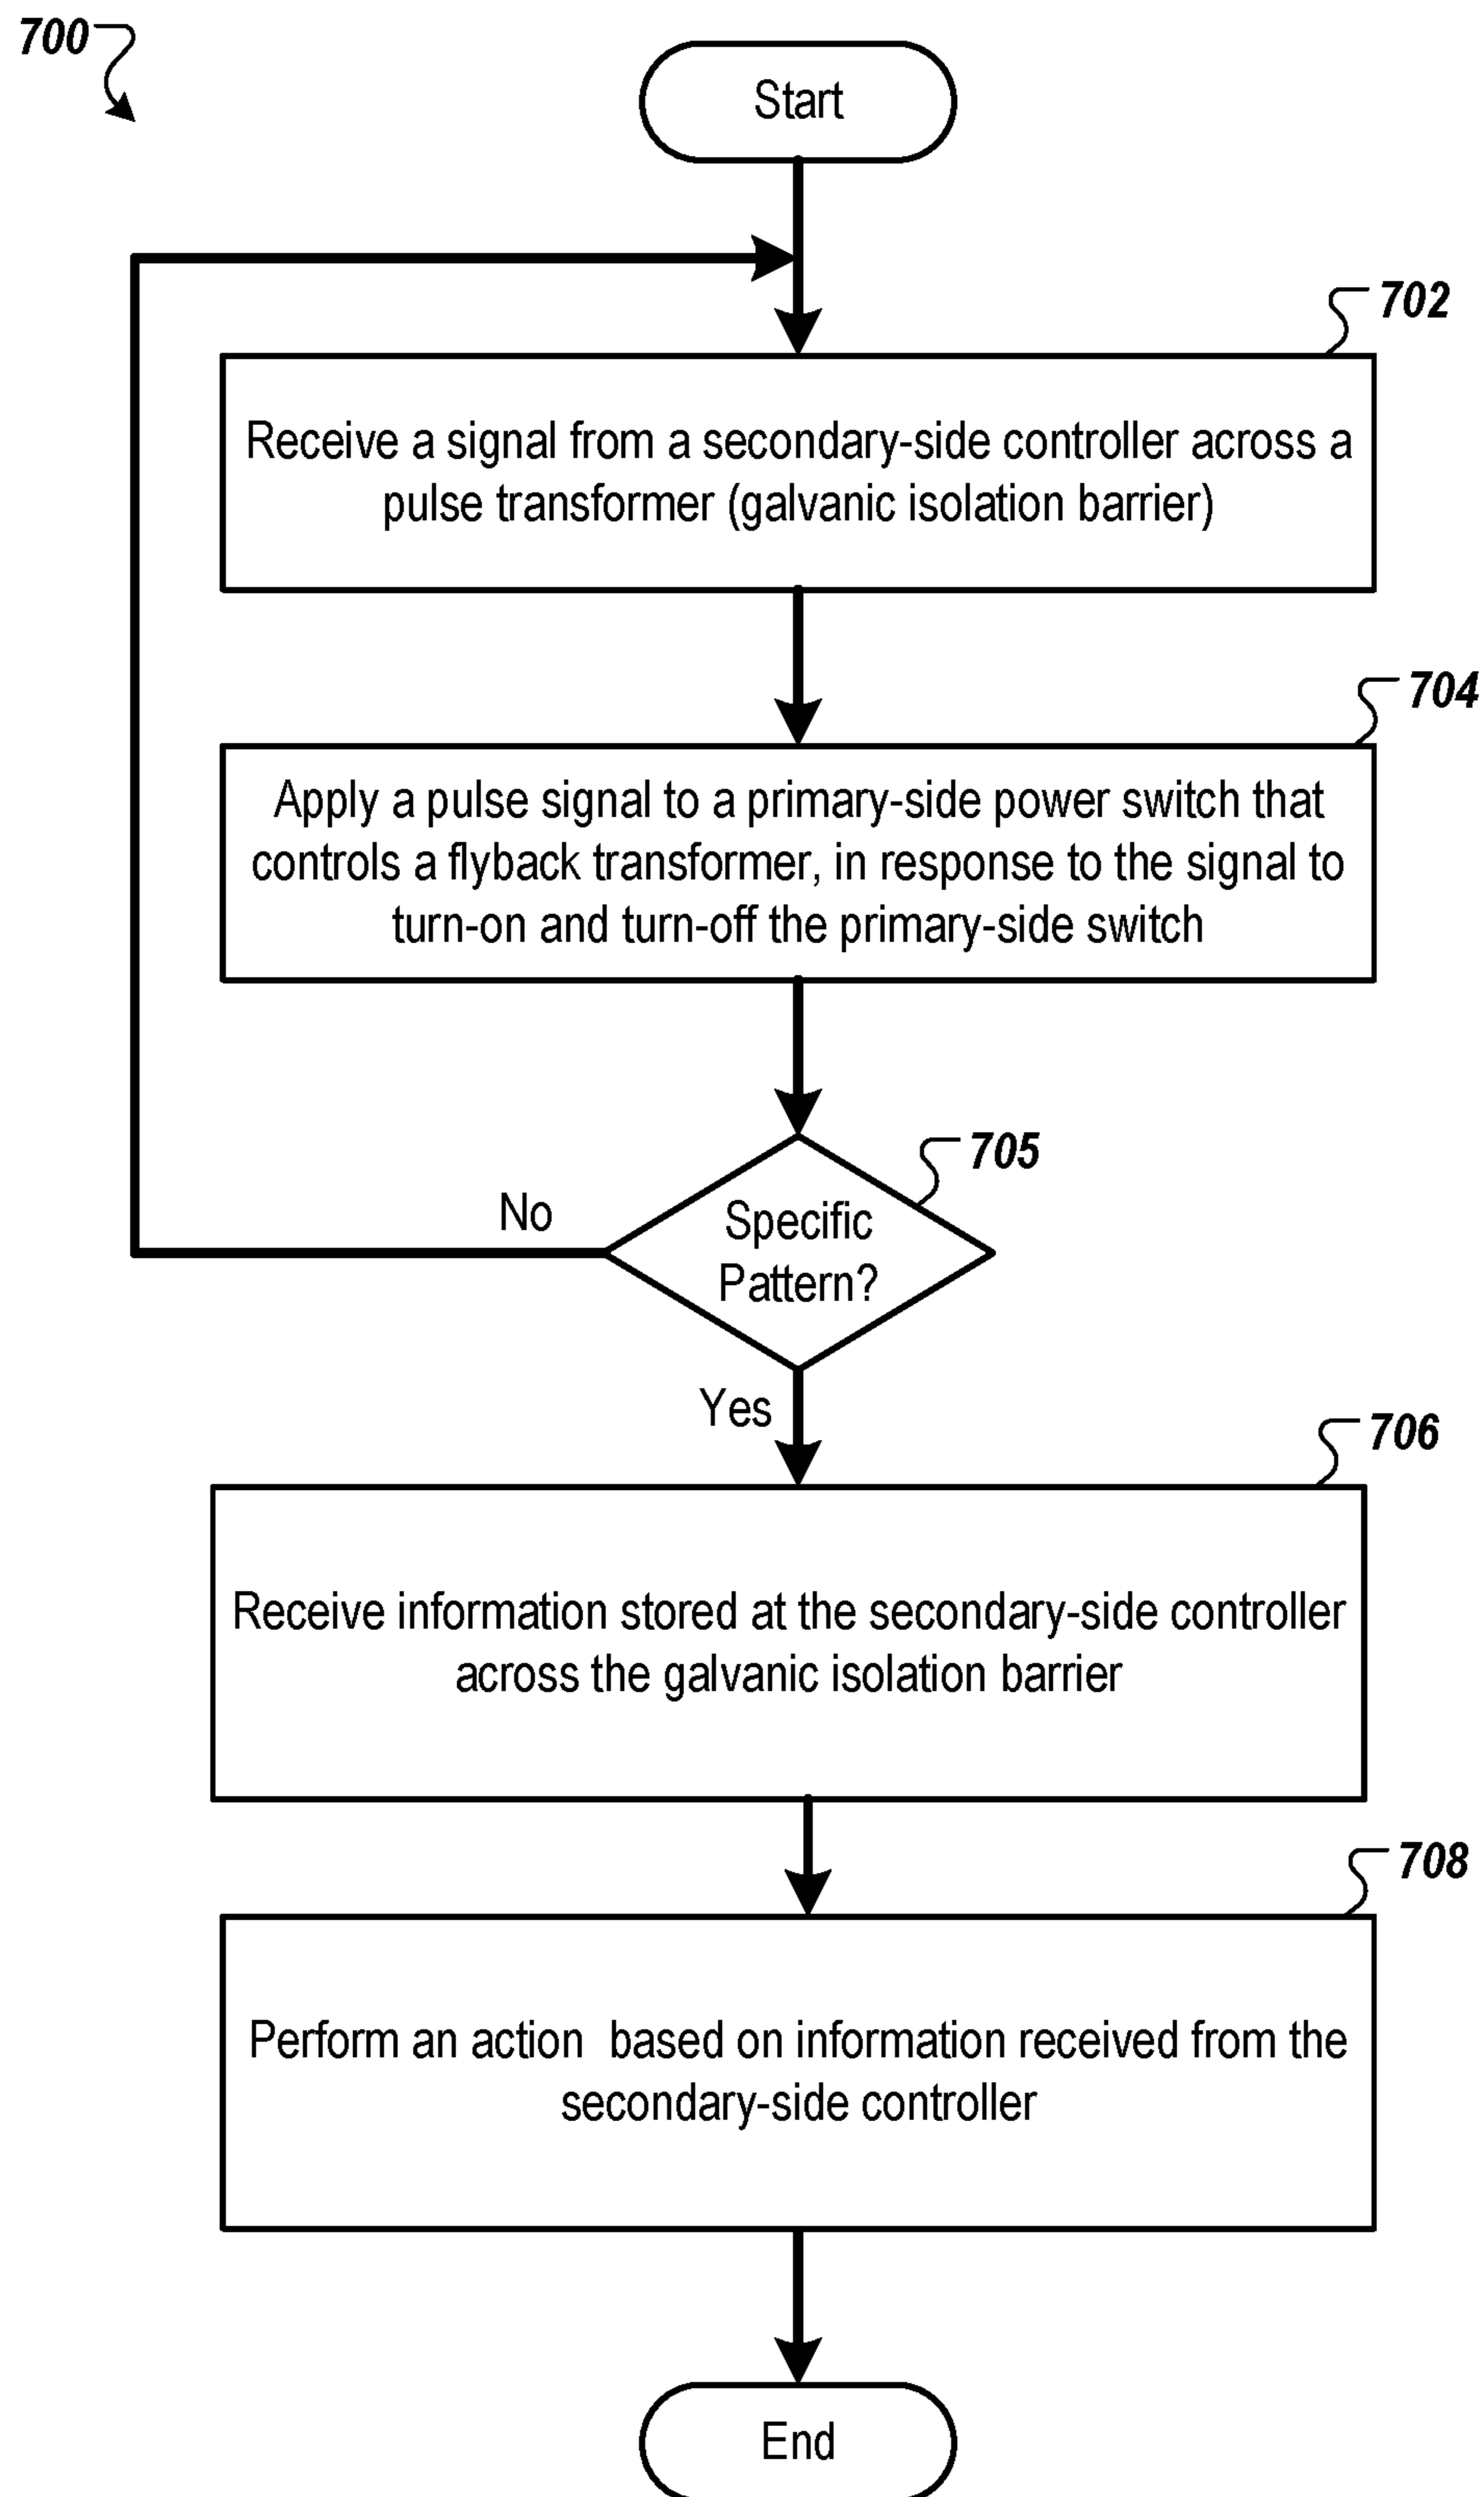 700
Start
702
Receive a signal from a secondary-side controller across a
pulse transformer (galvanic isolation barrier)
704
Apply a pulse signal to a primary-side power switch that
controls a flyback transformer, in response to the signal to
turn-on and turn-off the primary-side switch
705
No
Specific
Pattern?
Yes
706
Receive information stored at the secondary-side controller
across the galvanic isolation barrier
708
Perform an action  based on information received from the
secondary-side controller
End